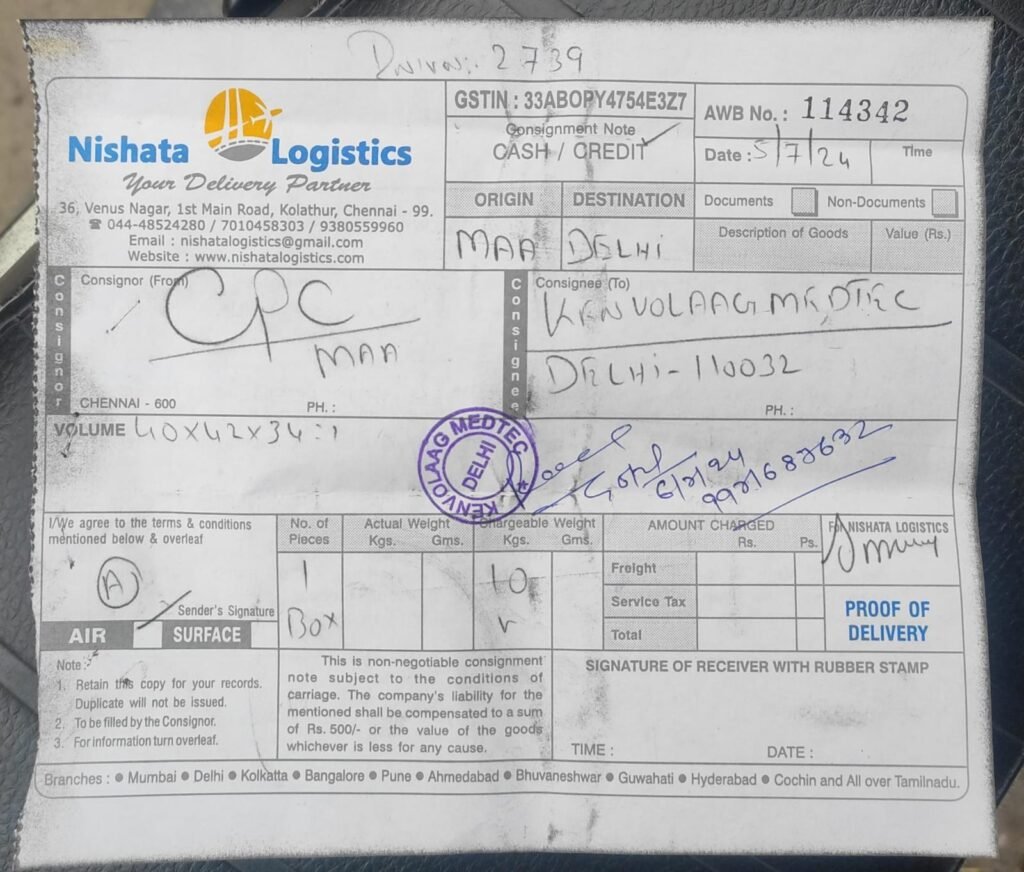 2739
Nishata Logistics
Your Delivery Partner
36, Venus Nagar, 1st Main Road, Kolathur, Chennai - 99.
☎ 044-48524280 / 7010458303 / 9380559960
Email : nishatalogistics@gmail.com
Website : www.nishatalogistics.com
GSTIN : 33ABOPY4754E3Z7
Consignment Note
CASH / CREDIT ✓
AWB No. : 114342
Date : 5/7/24 Time
ORIGIN DESTINATION
MAA DELHI
Documents Non-Documents
Description of Goods Value (Rs.)
Consignor
Consignor (From)
CPC
MAA
CHENNAI - 600 PH. :
Consignee
Consignee (To)
KENVOLAAG MEDTEC
DELHI - 110032
PH. :
VOLUME 40x42x34:1
KENVOLAAG MEDTEC
DELHI
I/We agree to the terms & conditions
mentioned below & overleaf
A
Sender's Signature
AIR SURFACE
No. of
Pieces
1
Box
Actual Weight
Kgs. Gms.
Chargeable Weight
Kgs. Gms.
10
AMOUNT CHARGED
Rs. Ps.
Freight
Service Tax
Total
For NISHATA LOGISTICS
PROOF OF
DELIVERY
Note :
1. Retain this copy for your records.
Duplicate will not be issued.
2. To be filled by the Consignor.
3. For information turn overleaf.
This is non-negotiable consignment
note subject to the conditions of
carriage. The company's liability for the
mentioned shall be compensated to a sum
of Rs. 500/- or the value of the goods
whichever is less for any cause.
SIGNATURE OF RECEIVER WITH RUBBER STAMP
TIME : DATE :
Branches : ● Mumbai ● Delhi ● Kolkatta ● Bangalore ● Pune ● Ahmedabad ● Bhuvaneshwar ● Guwahati ● Hyderabad ● Cochin and All over Tamilnadu.